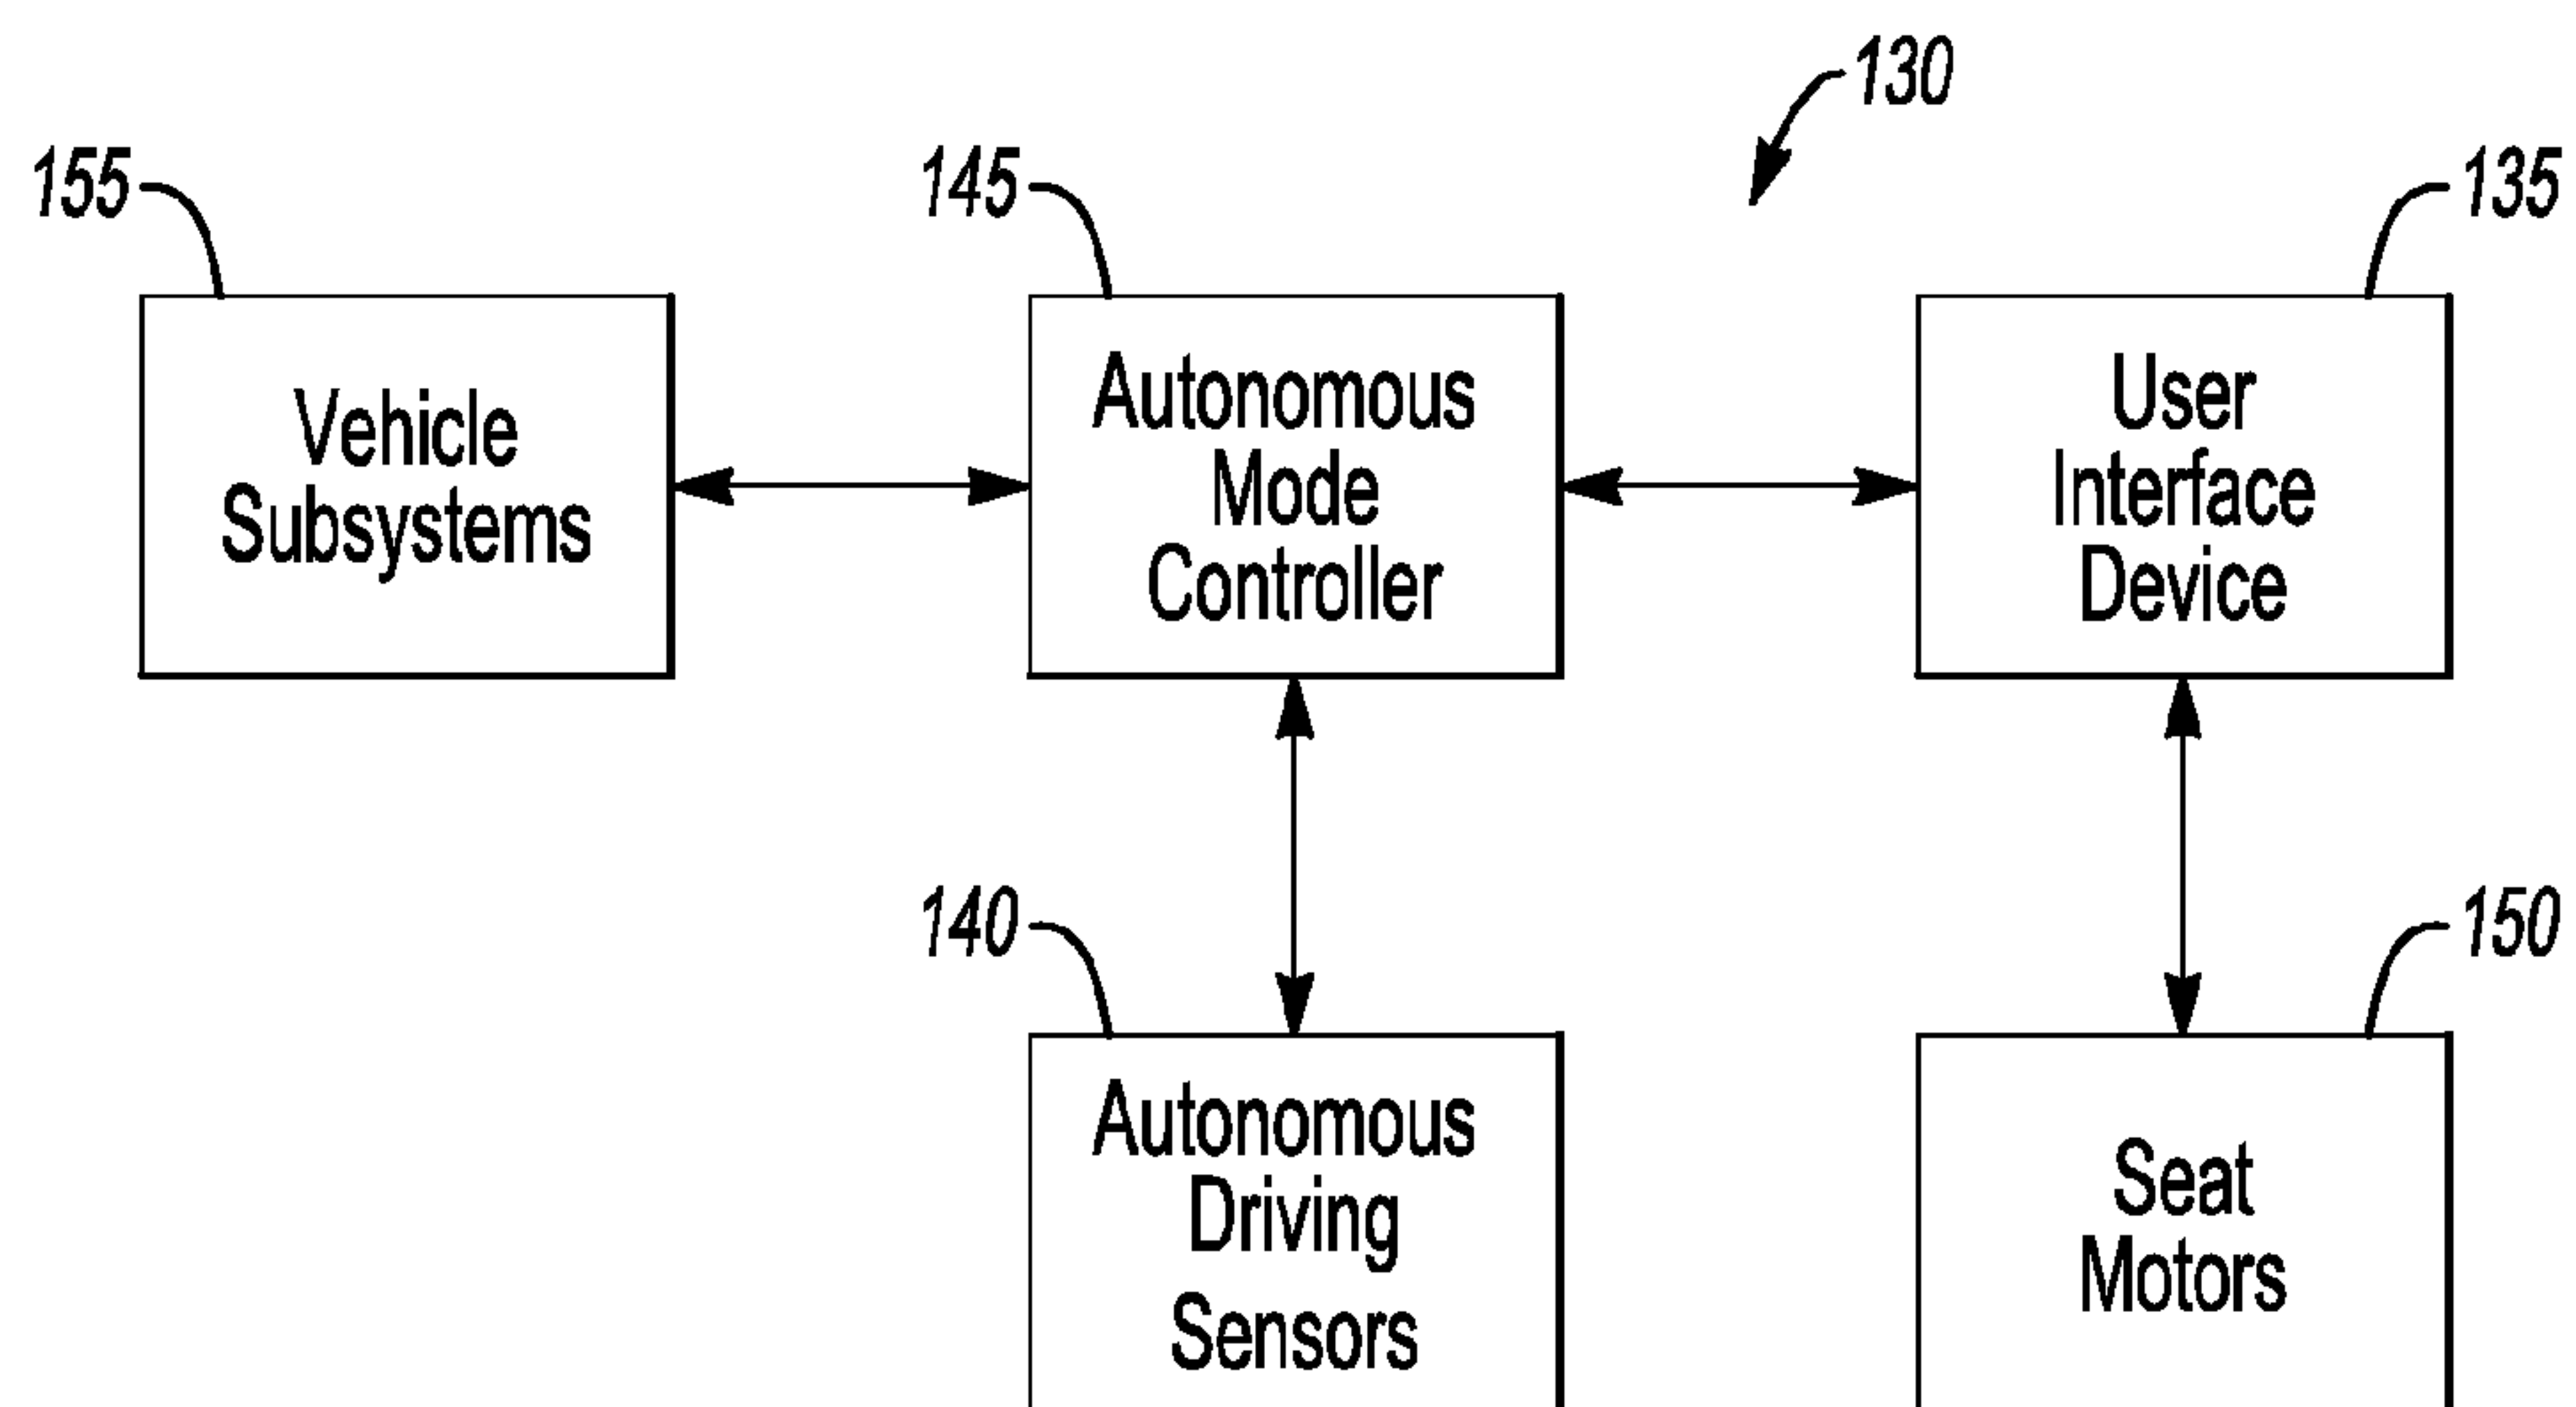 130
155
145
135
Vehicle
Subsystems
Autonomous
Mode
Controller
User
Interface
Device
140
150
Autonomous
Driving
Sensors
Seat
Motors